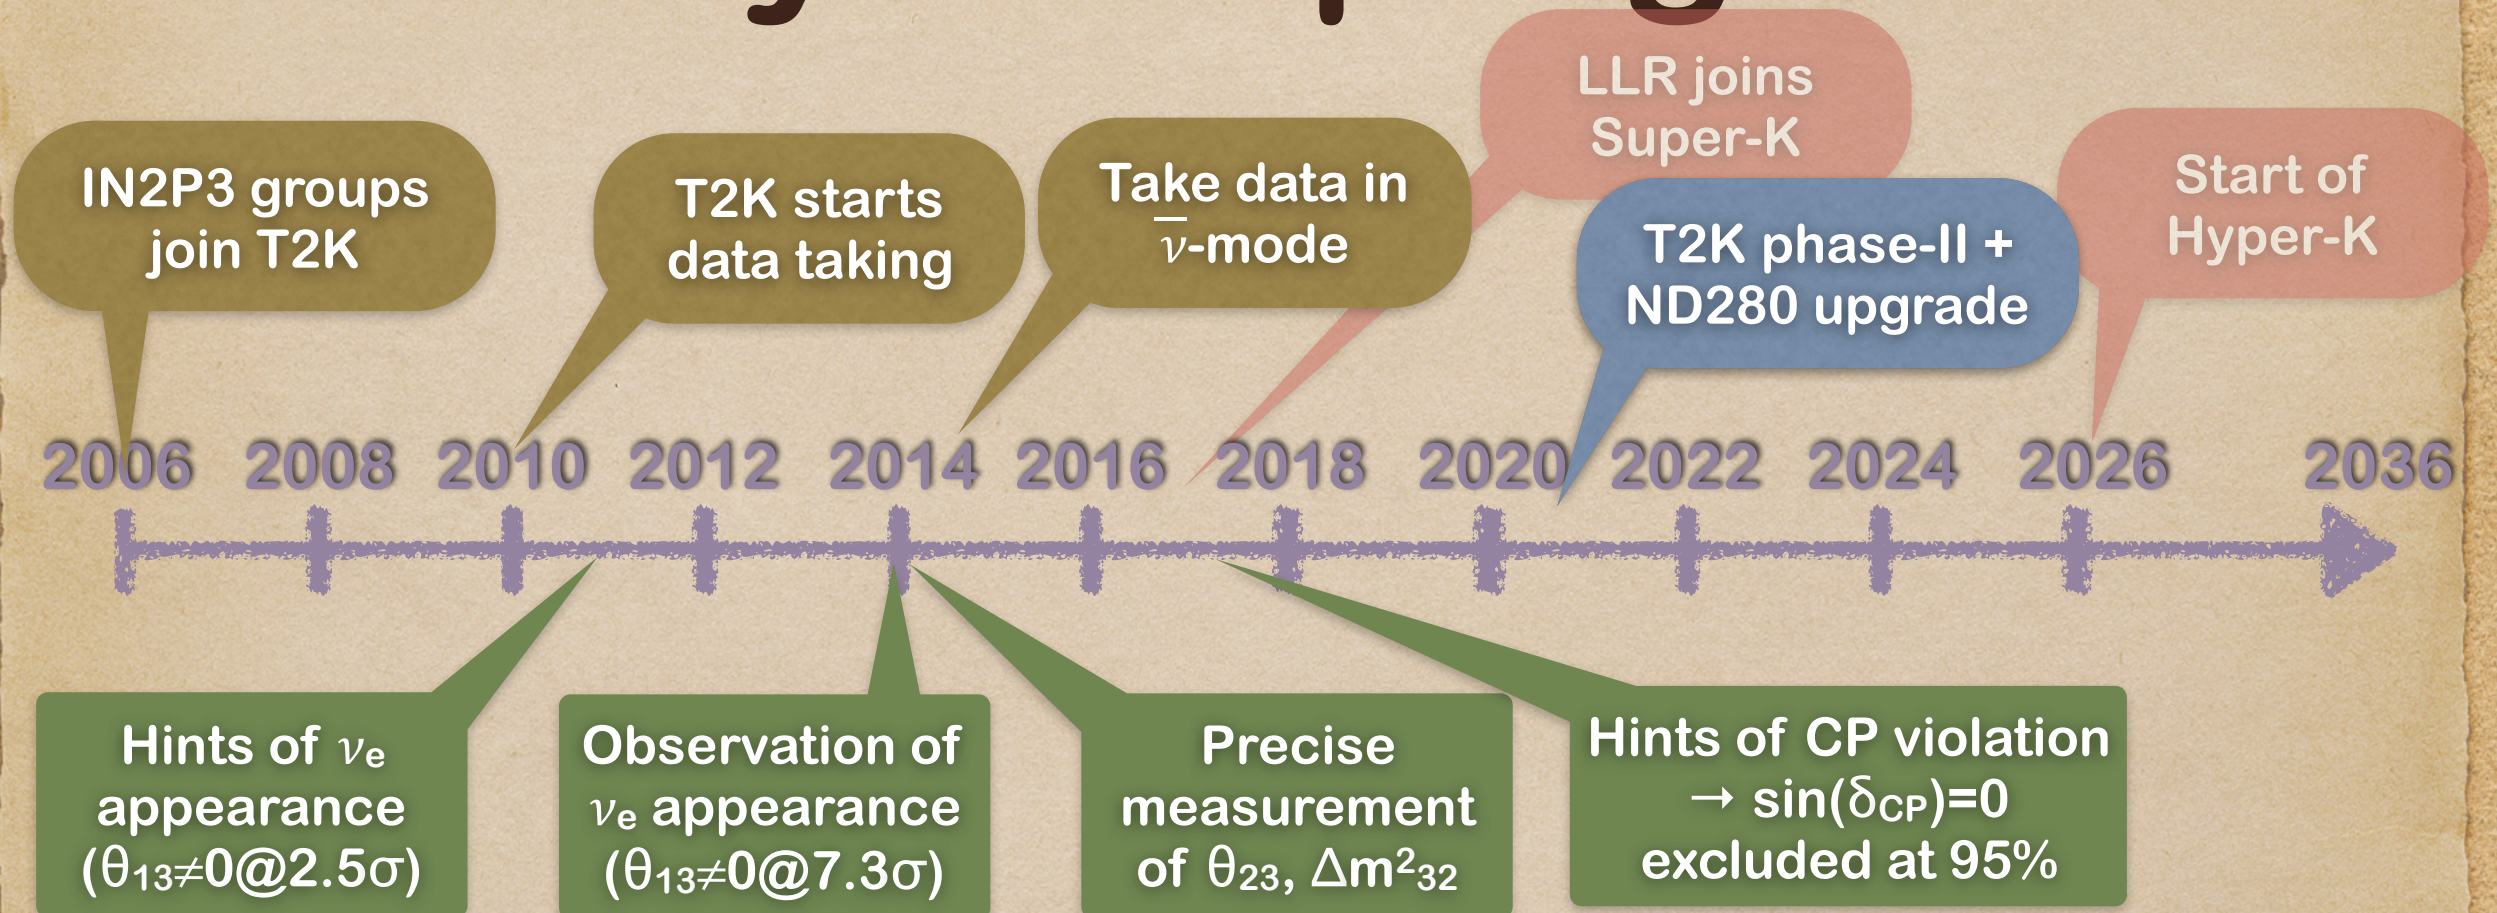 LLR joins
Super-K
IN2P3 groups
join T2K
T2K starts
data taking
Take data in
ν̅-mode
T2K phase-II +
ND280 upgrade
Start of
Hyper-K
2006 2008 2010 2012 2014 2016 2018 2020 2022 2024 2026 2036
Hints of νₑ
appearance
(θ₁₃≠0@2.5σ)
Observation of
νₑ appearance
(θ₁₃≠0@7.3σ)
Precise
measurement
of θ₂₃, Δm²₃₂
Hints of CP violation
→ sin(δCP)=0
excluded at 95%